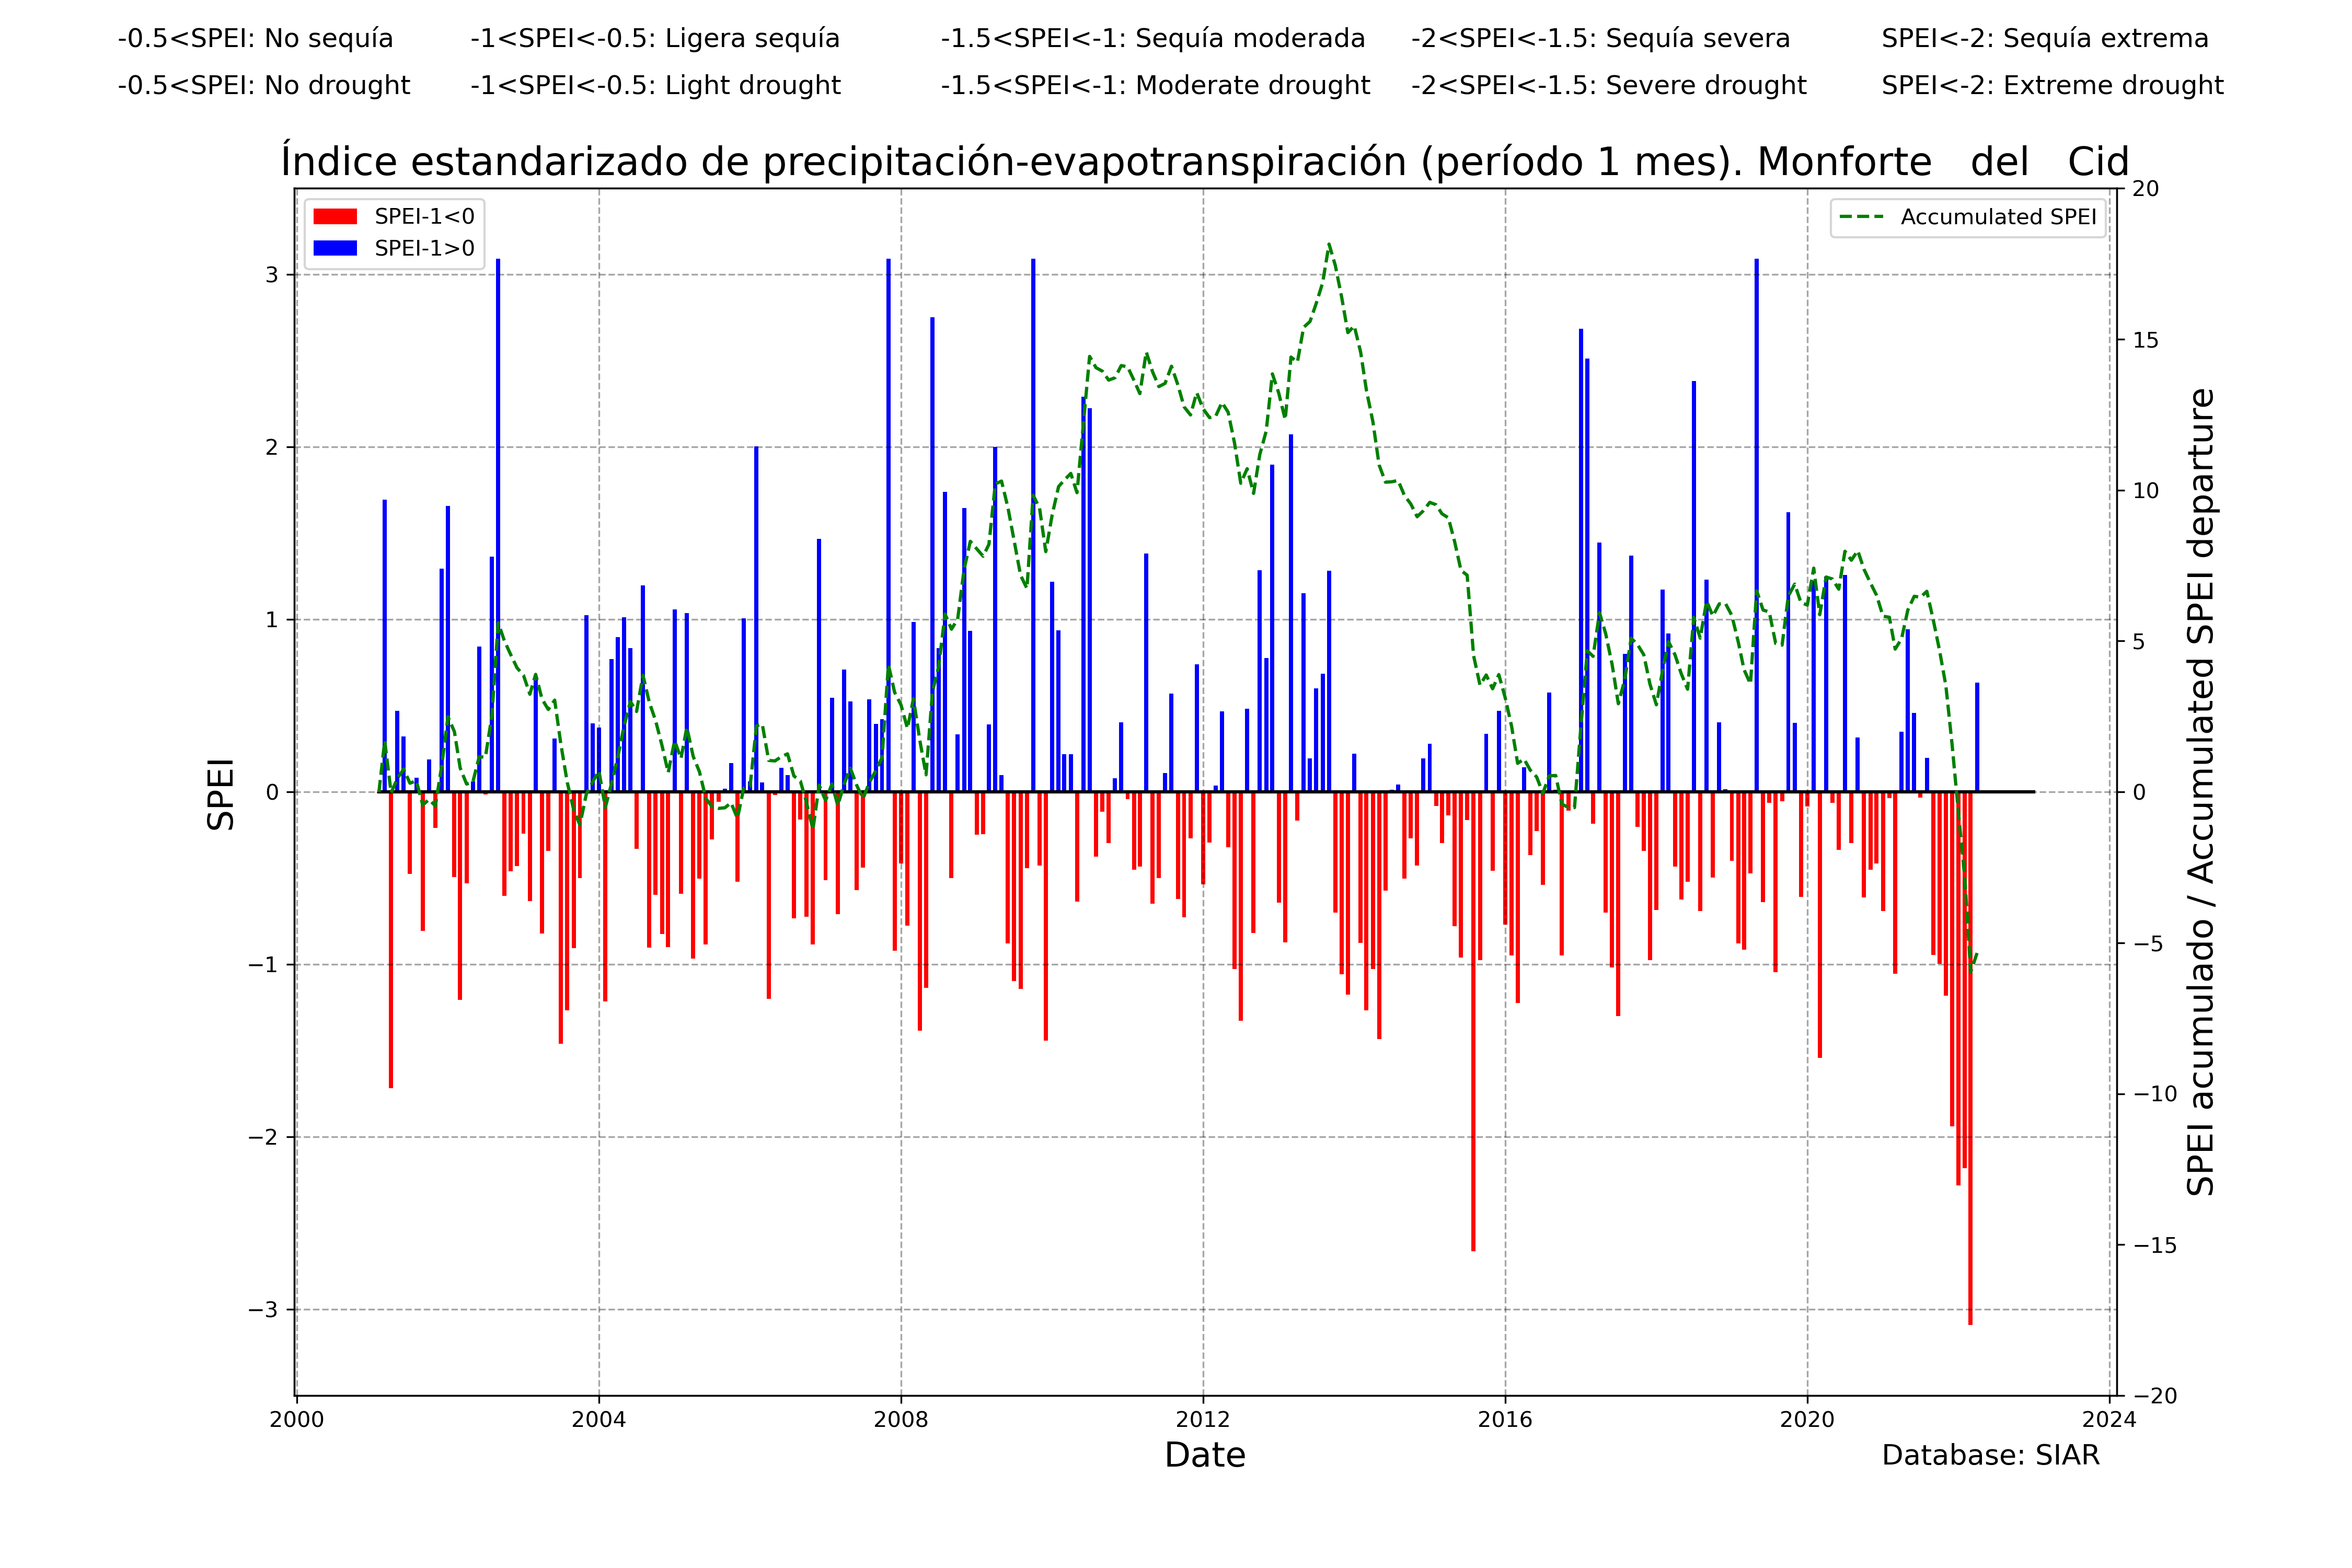 -0.5<SPEI: No sequía -1<SPEI<-0.5: Ligera sequía -1.5<SPEI<-1: Sequía moderada -2<SPEI<-1.5: Sequía severa SPEI<-2: Sequía extrema
-0.5<SPEI: No drought -1<SPEI<-0.5: Light drought -1.5<SPEI<-1: Moderate drought -2<SPEI<-1.5: Severe drought SPEI<-2: Extreme drought
Índice estandarizado de precipitación-evapotranspiración (período 1 mes). Monforte del Cid
SPEI-1<0
SPEI-1>0
Accumulated SPEI
SPEI
3
2
1
0
−1
−2
−3
20
15
10
5
0
−5
−10
−15
−20
SPEI acumulado / Accumulated SPEI departure
2000 2004 2008 2012 2016 2020 2024
Date
Database: SIAR